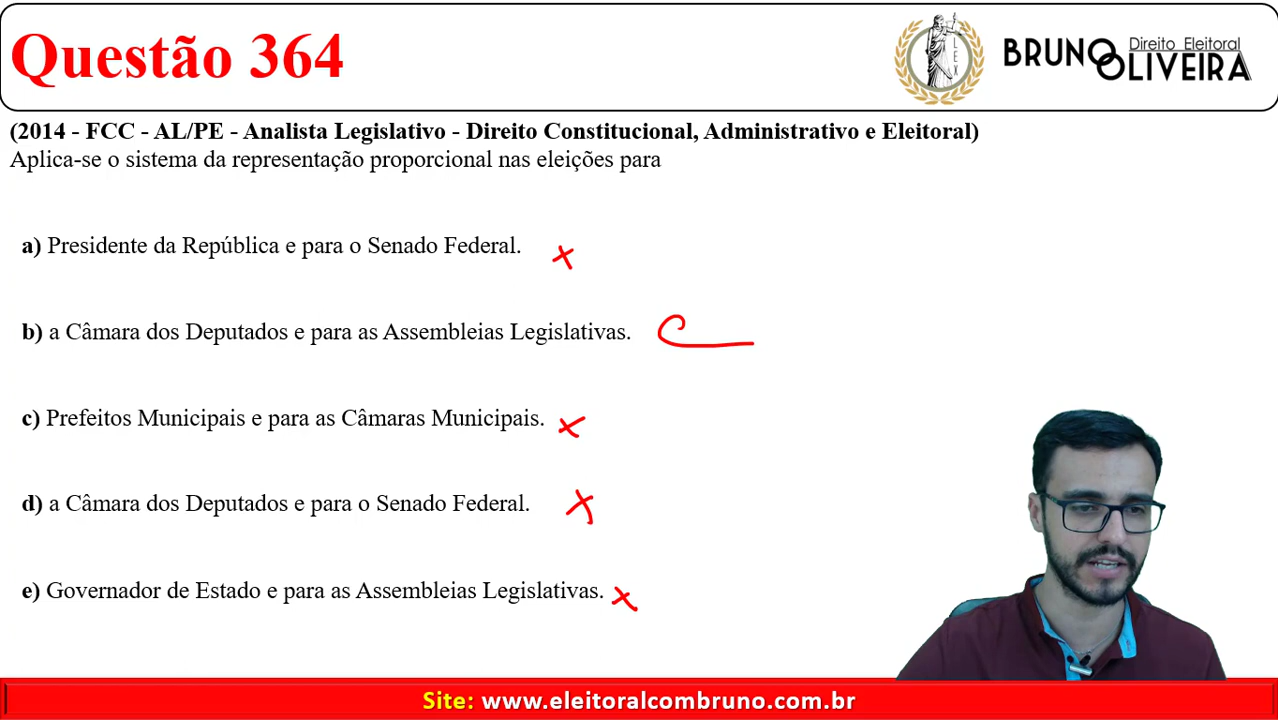 Questão 364
LEX
BRUNO Direito Eleitoral
OLIVEIRA
(2014 - FCC - AL/PE - Analista Legislativo - Direito Constitucional, Administrativo e Eleitoral)
Aplica-se o sistema da representação proporcional nas eleições para
a) Presidente da República e para o Senado Federal. x
b) a Câmara dos Deputados e para as Assembleias Legislativas. C
c) Prefeitos Municipais e para as Câmaras Municipais. x
d) a Câmara dos Deputados e para o Senado Federal. x
e) Governador de Estado e para as Assembleias Legislativas. x
Site: www.eleitoralcombruno.com.br